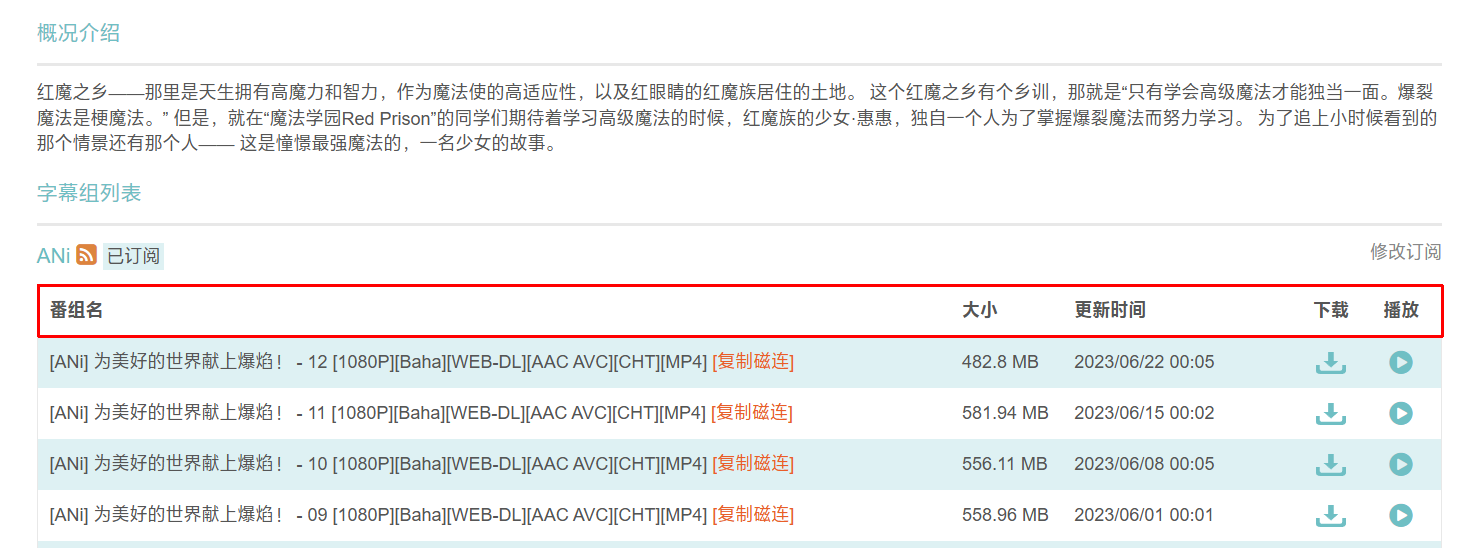 概况介绍
红魔之乡——那里是天生拥有高魔力和智力，作为魔法使的高适应性，以及红眼睛的红魔族居住的土地。 这个红魔之乡有个乡训，那就是“只有学会高级魔法才能独当一面。爆裂
魔法是梗魔法。” 但是，就在“魔法学园Red Prison”的同学们期待着学习高级魔法的时候，红魔族的少女·惠惠，独自一个人为了掌握爆裂魔法而努力学习。 为了追上小时候看到的
那个情景还有那个人—— 这是憧憬最强魔法的，一名少女的故事。
字幕组列表
ANi 已订阅 修改订阅
番组名 大小 更新时间 下载 播放
[ANi] 为美好的世界献上爆焰！ - 12 [1080P][Baha][WEB-DL][AAC AVC][CHT][MP4] [复制磁连] 482.8 MB 2023/06/22 00:05
[ANi] 为美好的世界献上爆焰！ - 11 [1080P][Baha][WEB-DL][AAC AVC][CHT][MP4] [复制磁连] 581.94 MB 2023/06/15 00:02
[ANi] 为美好的世界献上爆焰！ - 10 [1080P][Baha][WEB-DL][AAC AVC][CHT][MP4] [复制磁连] 556.11 MB 2023/06/08 00:05
[ANi] 为美好的世界献上爆焰！ - 09 [1080P][Baha][WEB-DL][AAC AVC][CHT][MP4] [复制磁连] 558.96 MB 2023/06/01 00:01